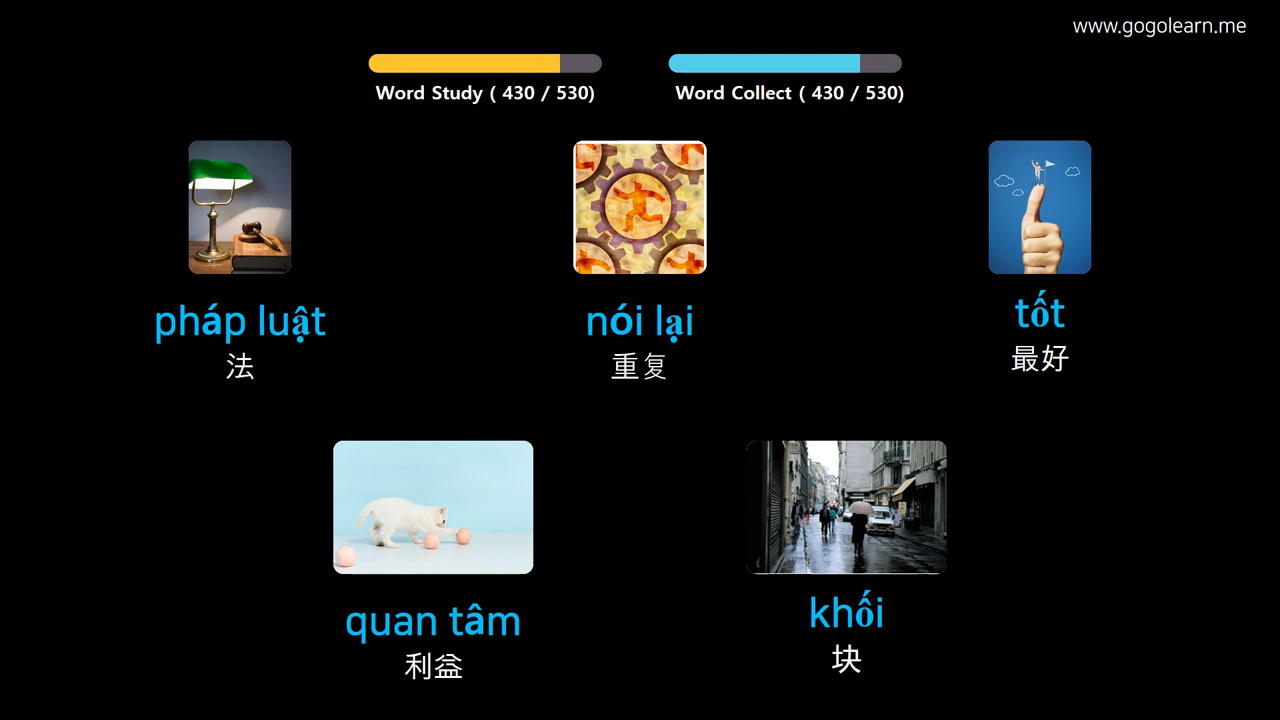 www.gogolearn.me
Word Study ( 430 / 530)
Word Collect ( 430 / 530)
pháp luật
法
nói lại
重复
tốt
最好
quan tâm
利益
khối
块